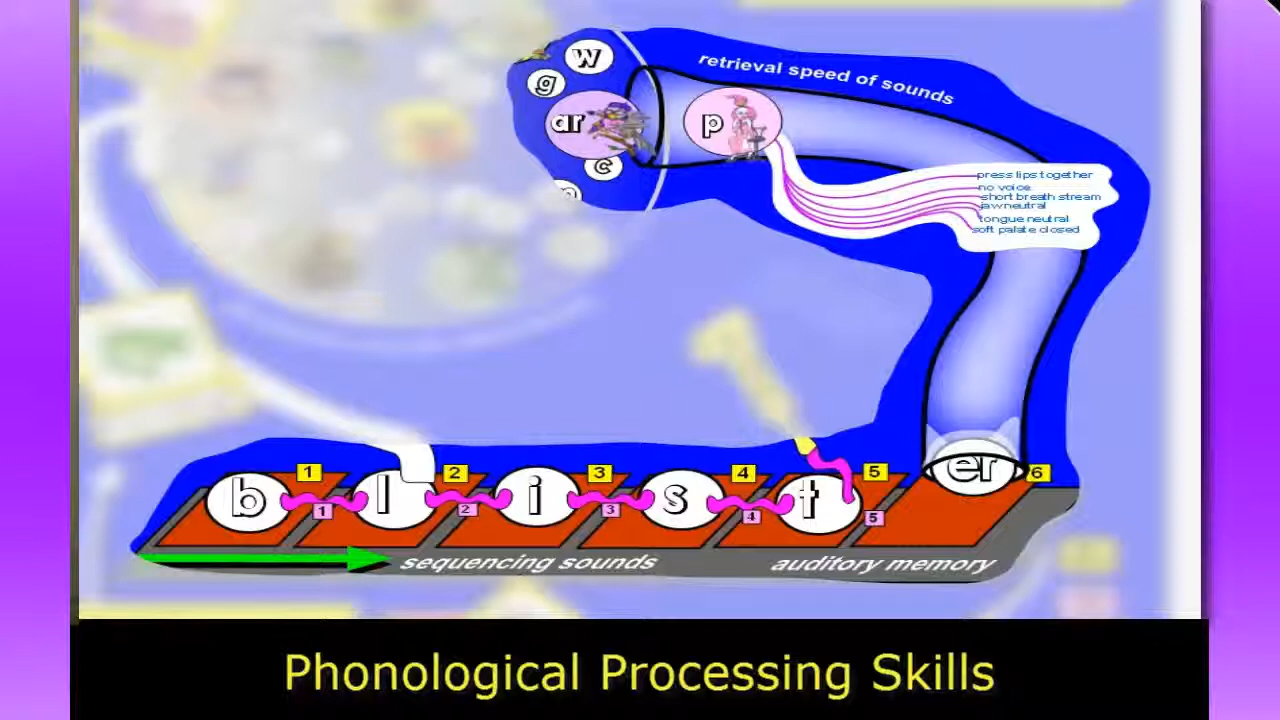 w
retrieval speed of sounds
g
ar
p
c
press lips together
no voice
short breath stream
jaw neutral
tongue neutral
soft palate closed
er
1 2 3 4 5 6
b l i s t
1 2 3 4 5
sequencing sounds auditory memory
Phonological Processing Skills